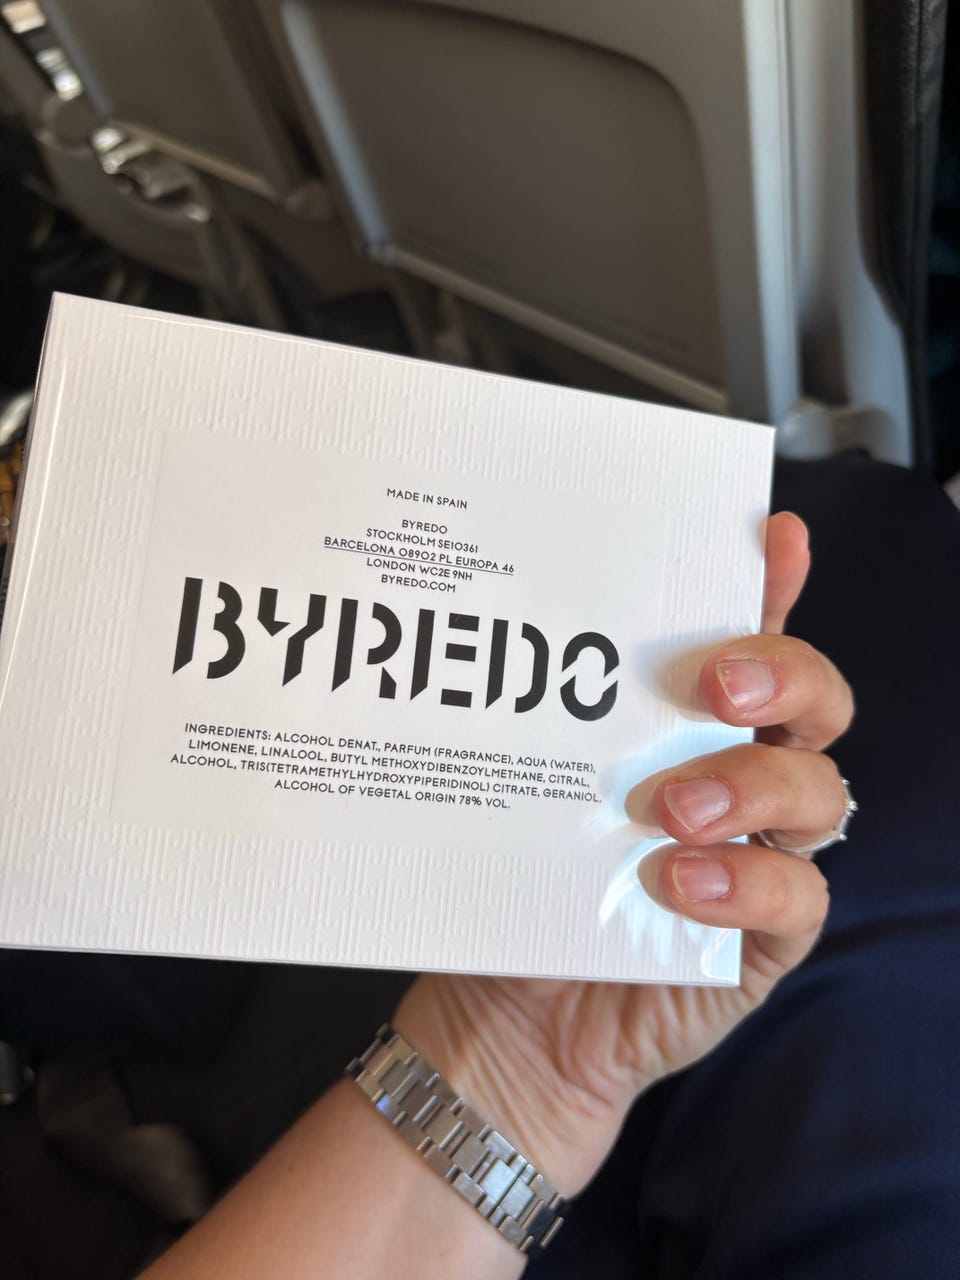 MADE IN SPAIN
BYREDO
STOCKHOLM SE10361
BARCELONA 08902 PL EUROPA 46
LONDON WC2E 9NH
BYREDO.COM
BYREDO
INGREDIENTS: ALCOHOL DENAT., PARFUM (FRAGRANCE), AQUA (WATER),
LIMONENE, LINALOOL, BUTYL METHOXYDIBENZOYLMETHANE, CITRAL,
ALCOHOL, TRIS(TETRAMETHYLHYDROXYPIPERIDINOL) CITRATE, GERANIOL.
ALCOHOL OF VEGETAL ORIGIN 78% VOL.